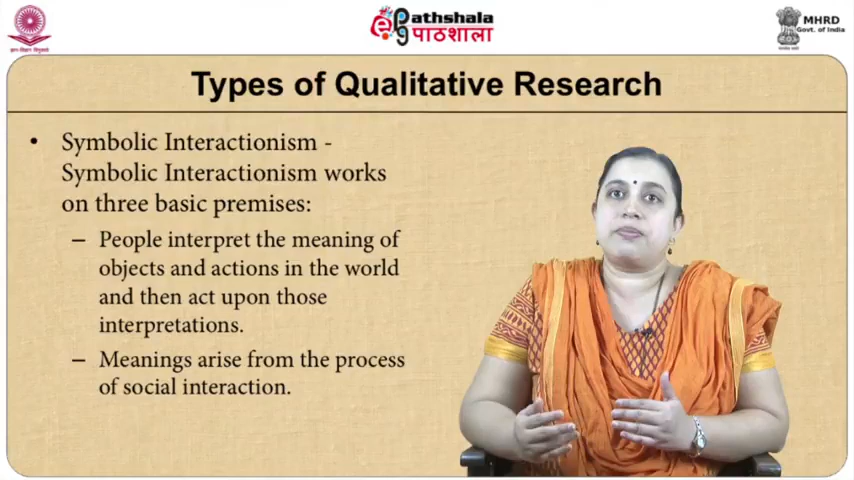 Pathshala
पाठशाला
MHRD
Govt. of India
Types of Qualitative Research
• Symbolic Interactionism -
Symbolic Interactionism works
on three basic premises:
– People interpret the meaning of
objects and actions in the world
and then act upon those
interpretations.
– Meanings arise from the process
of social interaction.